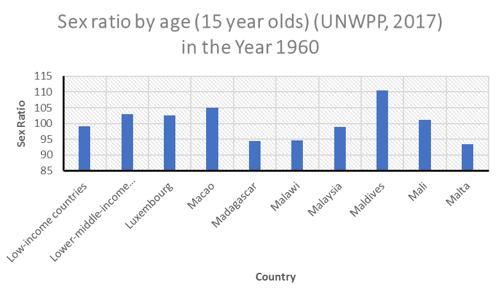 Sex ratio by age (15 year olds) (UNWPP, 2017)
in the Year 1960
Sex Ratio
115
110
105
100
95
90
85
Low-income countries
Lower-middle-income...
Luxembourg
Macao
Madagascar
Malawi
Malaysia
Maldives
Mali
Malta
Country